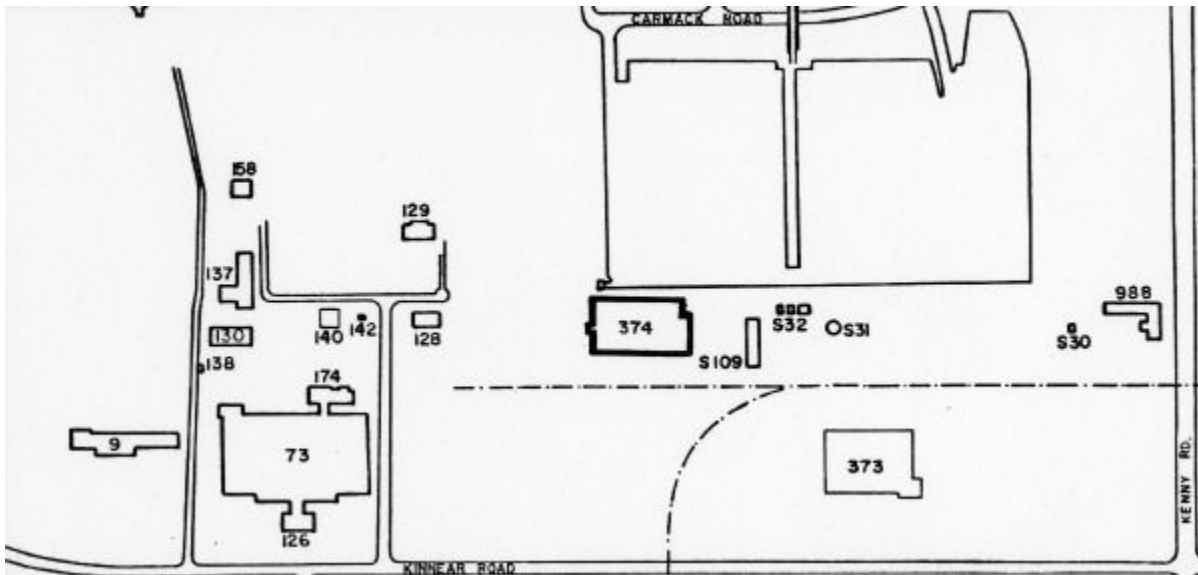 CARMACK ROAD
158
129
137
988
130
140
142
128
374
S32
S31
S30
S109
138
174
9
73
373
KENNY RD.
126
KINNEAR ROAD